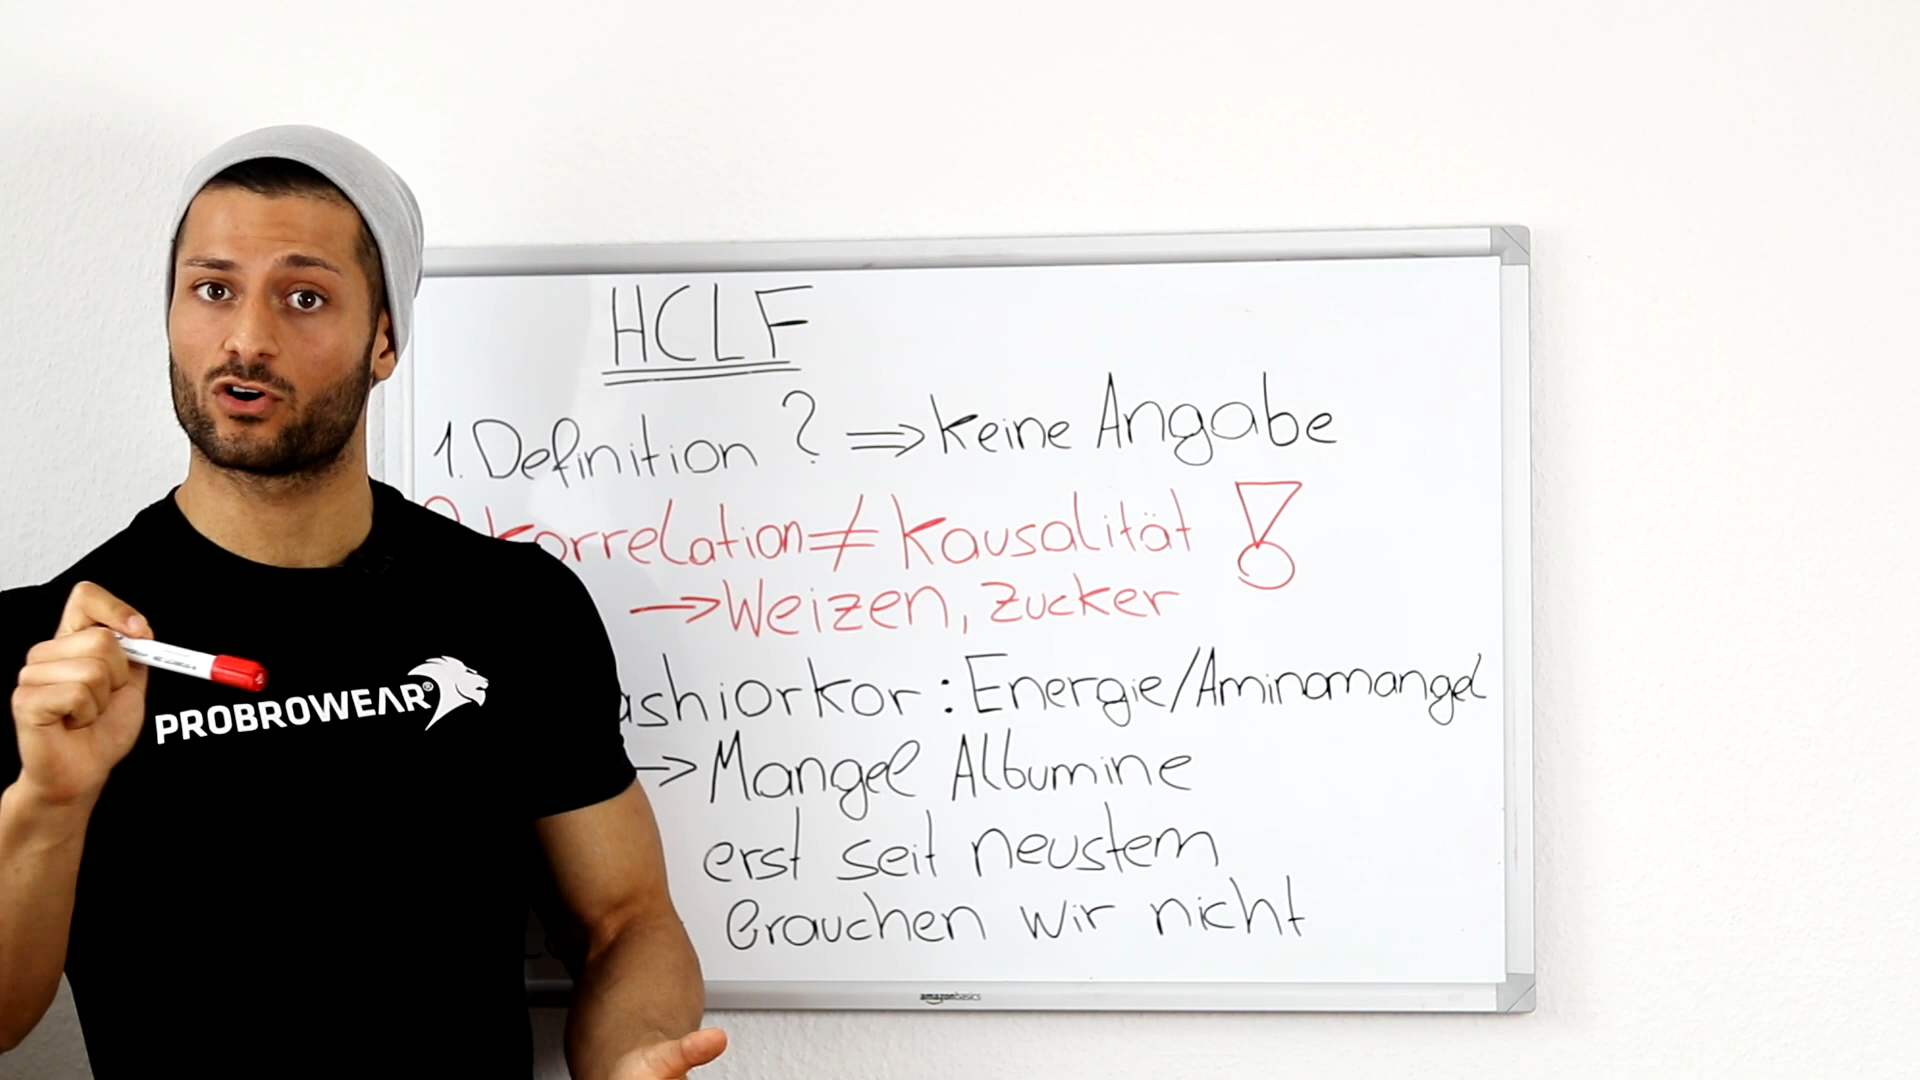 HCLF
1. Definition ? ⇒ keine Angabe
Korrelation ≠ Kausalität !
→ Weizen, Zucker
ashiorkor : Energie/Aminomangel
→ Mangel Albumine
erst seit neustem
brauchen wir nicht
PROBROWEAR®
amazonbasics